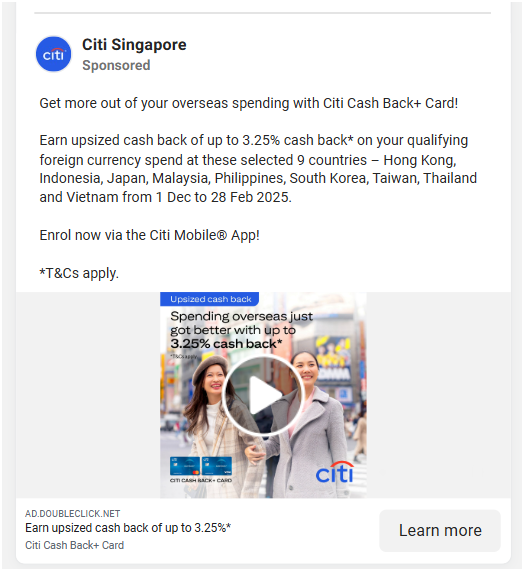 citi
Citi Singapore
Sponsored
Get more out of your overseas spending with Citi Cash Back+ Card!
Earn upsized cash back of up to 3.25% cash back* on your qualifying
foreign currency spend at these selected 9 countries – Hong Kong,
Indonesia, Japan, Malaysia, Philippines, South Korea, Taiwan, Thailand
and Vietnam from 1 Dec to 28 Feb 2025.
Enrol now via the Citi Mobile® App!
*T&Cs apply.
Upsized cash back
Spending overseas just
got better with up to
3.25% cash back*
*T&Cs apply
CITI CASH BACK+ CARD
citi
AD.DOUBLECLICK.NET
Earn upsized cash back of up to 3.25%*
Citi Cash Back+ Card
Learn more